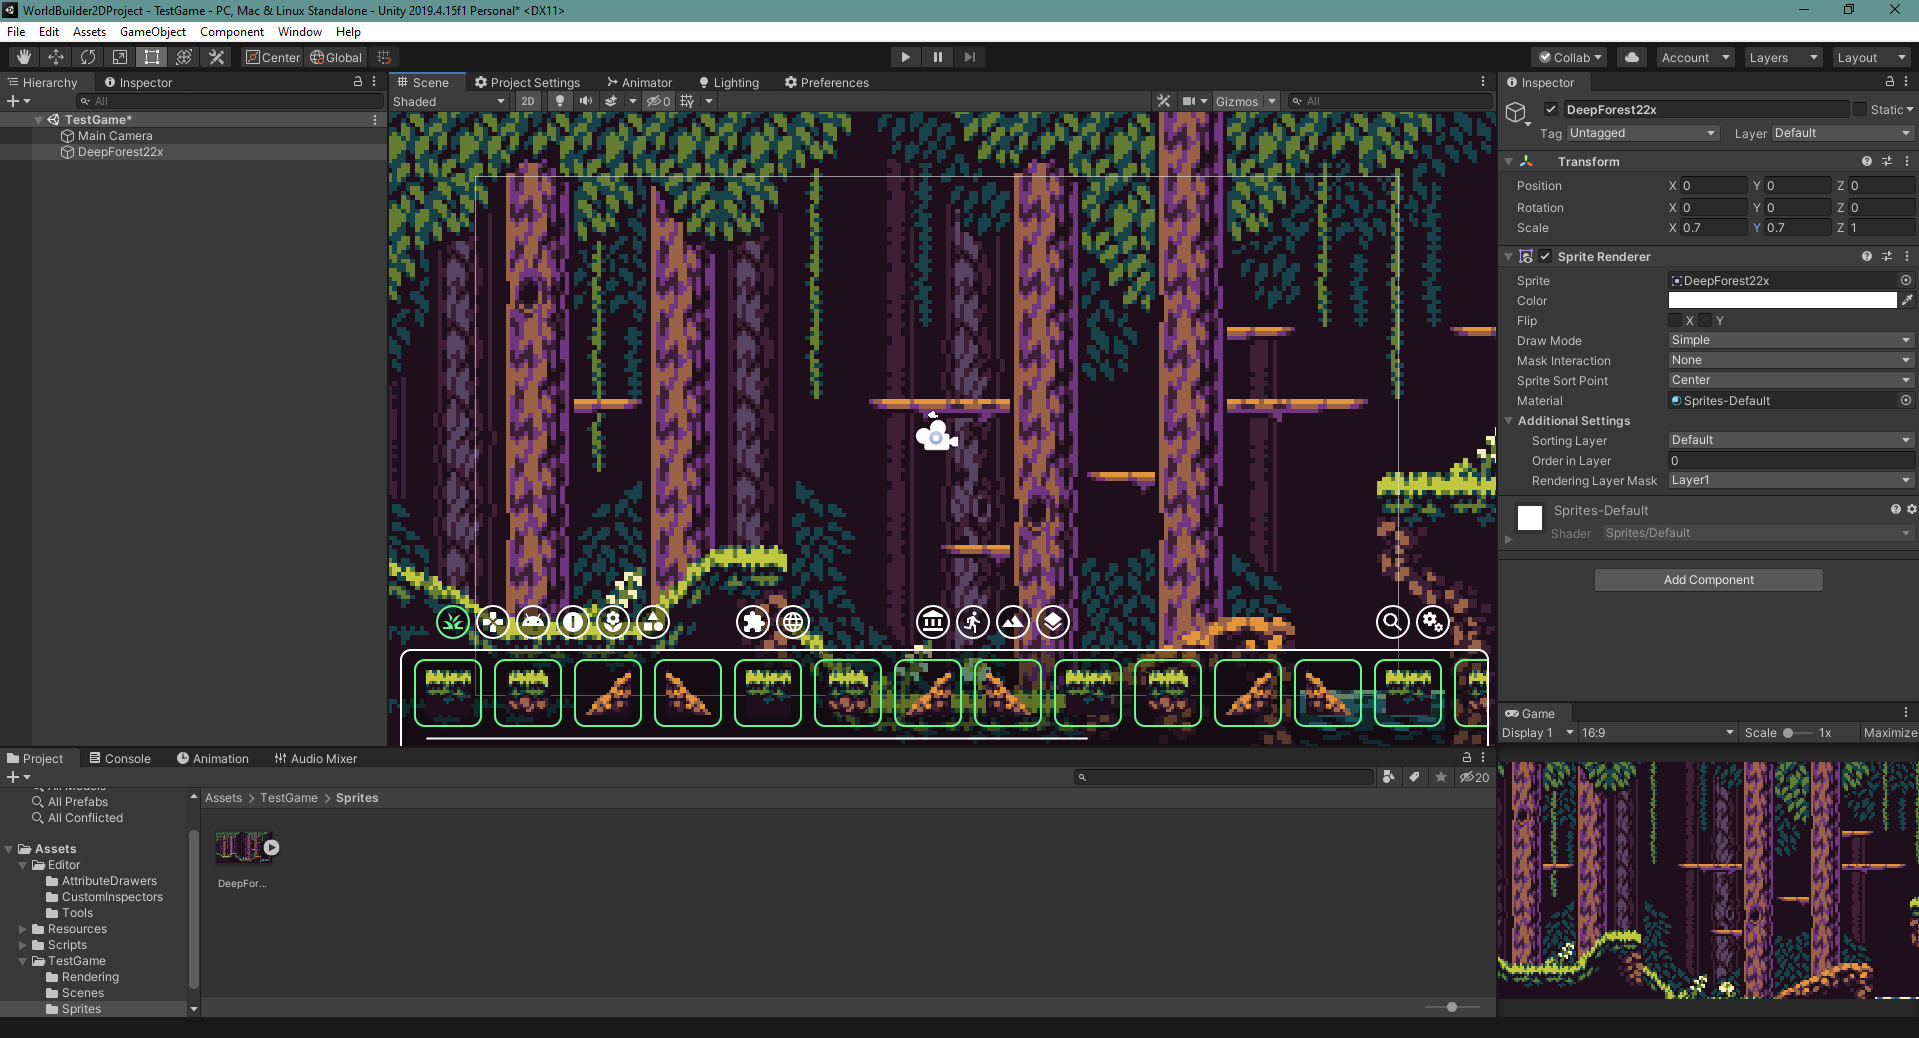 WorldBuilder2DProject - TestGame - PC, Mac & Linux Standalone - Unity 2019.4.15f1 Personal* <DX11>
File Edit Assets GameObject Component Window Help
Center Global Collab Account Layers Layout
Hierarchy Inspector
All
TestGame*
Main Camera
DeepForest22x
Scene Project Settings Animator Lighting Preferences
Shaded 2D 0 Gizmos All
Inspector
DeepForest22x Static
Tag Untagged Layer Default
Transform
Position X 0 Y 0 Z 0
Rotation X 0 Y 0 Z 0
Scale X 0.7 Y 0.7 Z 1
Sprite Renderer
Sprite DeepForest22x
Color
Flip X Y
Draw Mode Simple
Mask Interaction None
Sprite Sort Point Center
Material Sprites-Default
Additional Settings
Sorting Layer Default
Order in Layer 0
Rendering Layer Mask Layer1
Sprites-Default
Shader Sprites/Default
Add Component
Game
Display 1 16:9 Scale 1x Maximize
Project Console Animation Audio Mixer
20
All Models
All Prefabs
All Conflicted
Assets
Editor
AttributeDrawers
CustomInspectors
Tools
Resources
Scripts
TestGame
Rendering
Scenes
Sprites
Assets > TestGame > Sprites
DeepFor...